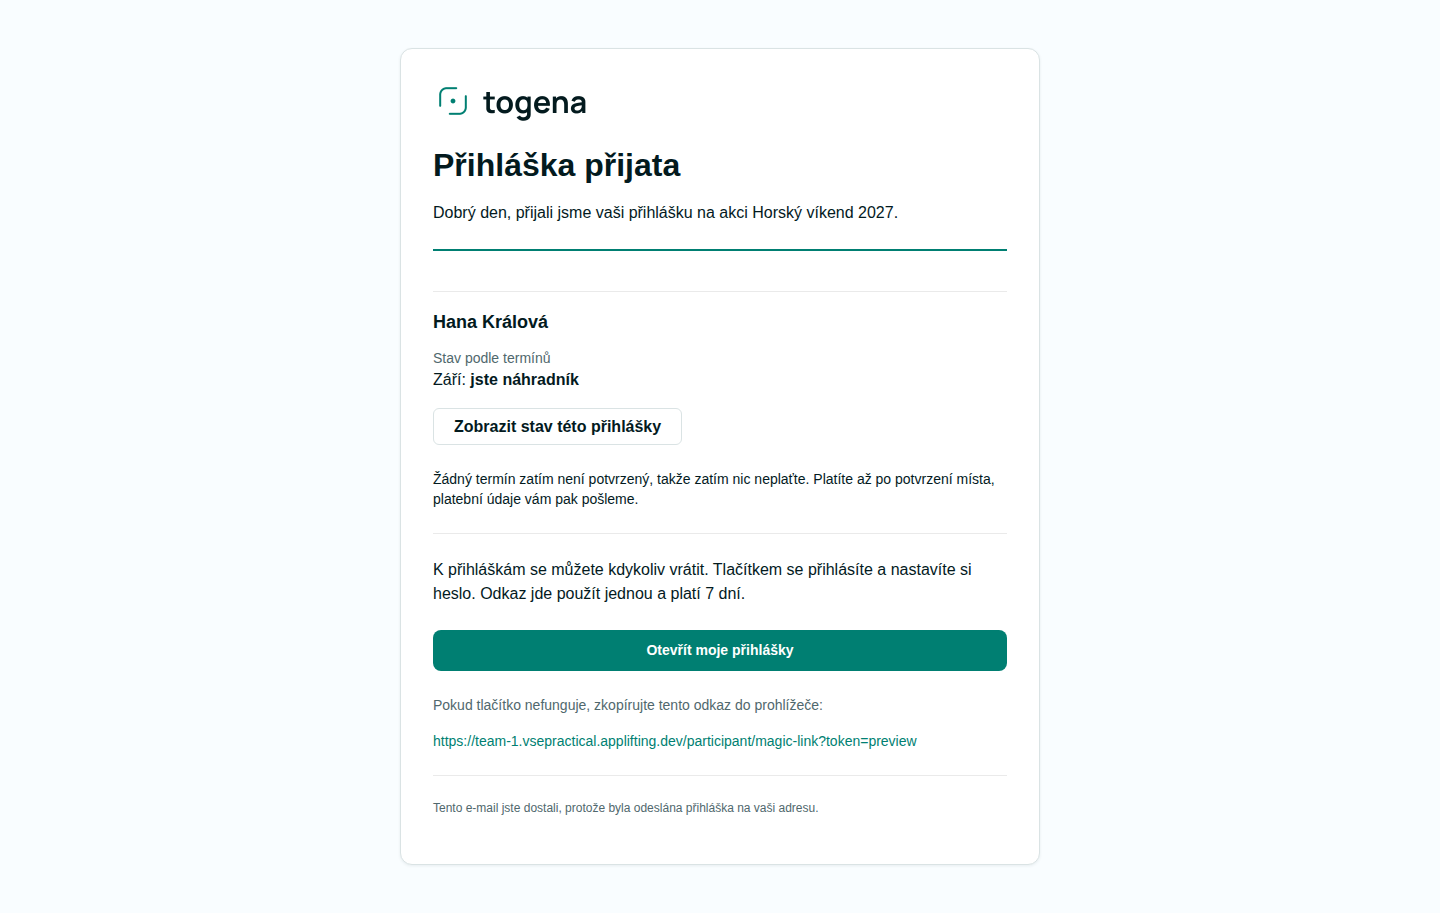 togena
Přihláška přijata
Dobrý den, přijali jsme vaši přihlášku na akci Horský víkend 2027.
Hana Králová
Stav podle termínů
Září: jste náhradník
Zobrazit stav této přihlášky
Žádný termín zatím není potvrzený, takže zatím nic neplaťte. Platíte až po potvrzení místa,
platební údaje vám pak pošleme.
K přihláškám se můžete kdykoliv vrátit. Tlačítkem se přihlásíte a nastavíte si
heslo. Odkaz jde použít jednou a platí 7 dní.
Otevřít moje přihlášky
Pokud tlačítko nefunguje, zkopírujte tento odkaz do prohlížeče:
https://team-1.vsepractical.applifting.dev/participant/magic-link?token=preview
Tento e-mail jste dostali, protože byla odeslána přihláška na vaši adresu.